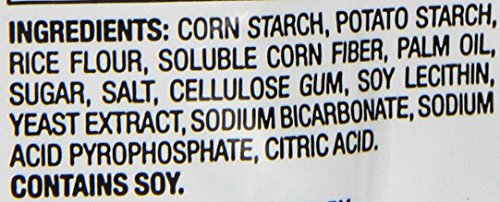 INGREDIENTS: CORN STARCH, POTATO STARCH,
RICE FLOUR, SOLUBLE CORN FIBER, PALM OIL,
SUGAR, SALT, CELLULOSE GUM, SOY LECITHIN,
YEAST EXTRACT, SODIUM BICARBONATE, SODIUM
ACID PYROPHOSPHATE, CITRIC ACID.
CONTAINS SOY.